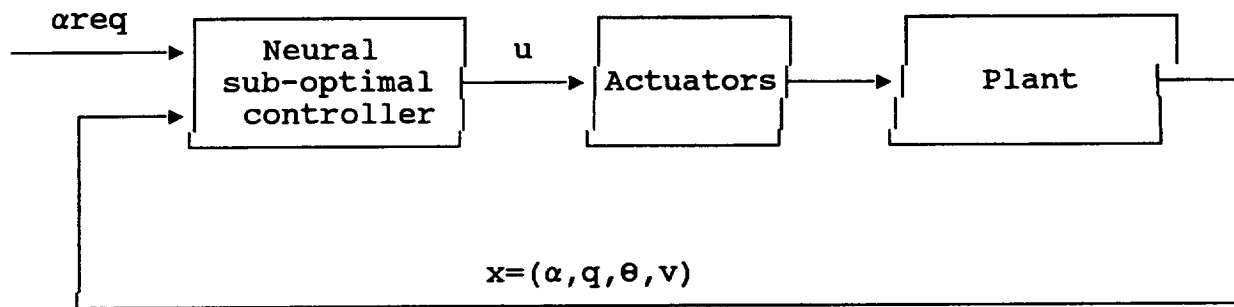 αreq
Neural
sub-optimal
controller
u
Actuators
Plant
x=(α,q,θ,v)